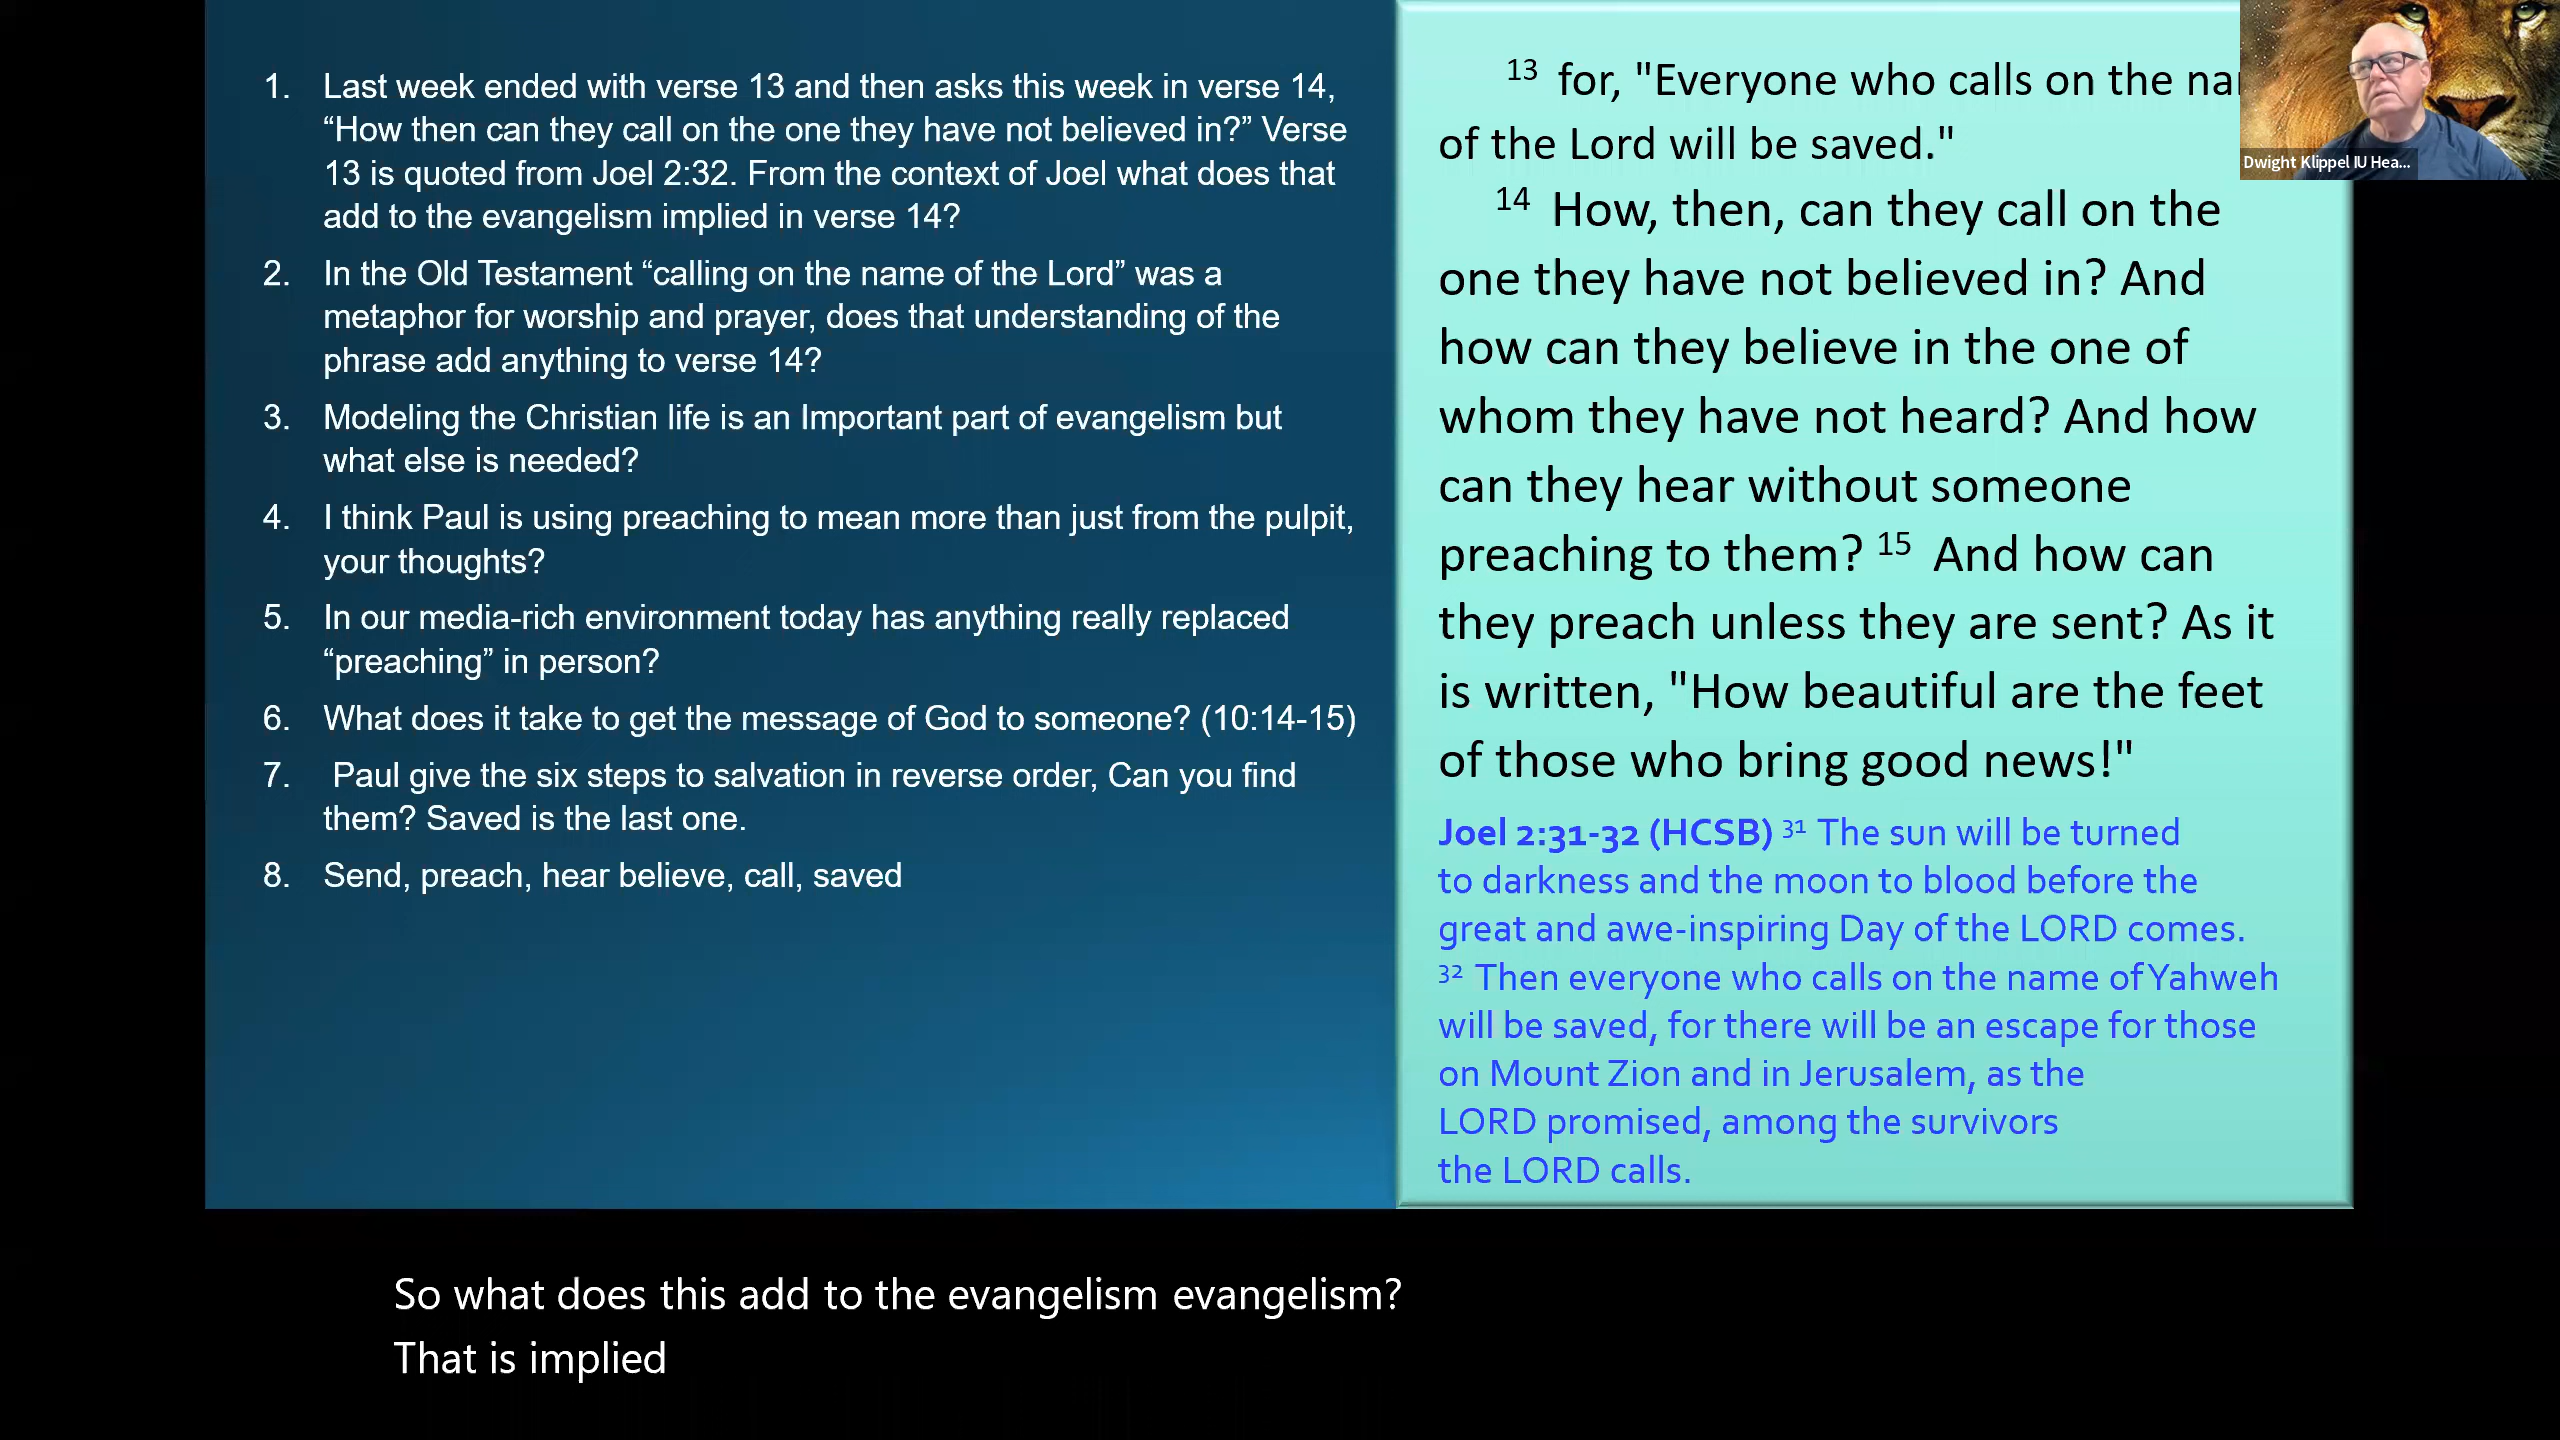 1. Last week ended with verse 13 and then asks this week in verse 14,
“How then can they call on the one they have not believed in?” Verse
13 is quoted from Joel 2:32. From the context of Joel what does that
add to the evangelism implied in verse 14?
2. In the Old Testament “calling on the name of the Lord” was a
metaphor for worship and prayer, does that understanding of the
phrase add anything to verse 14?
3. Modeling the Christian life is an Important part of evangelism but
what else is needed?
4. I think Paul is using preaching to mean more than just from the pulpit,
your thoughts?
5. In our media-rich environment today has anything really replaced
“preaching” in person?
6. What does it take to get the message of God to someone? (10:14-15)
7. Paul give the six steps to salvation in reverse order, Can you find
them? Saved is the last one.
8. Send, preach, hear believe, call, saved
13 for, "Everyone who calls on the
of the Lord will be saved."
14 How, then, can they call on the
one they have not believed in? And
how can they believe in the one of
whom they have not heard? And how
can they hear without someone
preaching to them? 15 And how can
they preach unless they are sent? As it
is written, "How beautiful are the feet
of those who bring good news!"
Joel 2:31-32 (HCSB) 31 The sun will be turned
to darkness and the moon to blood before the
great and awe-inspiring Day of the LORD comes.
32 Then everyone who calls on the name of Yahweh
will be saved, for there will be an escape for those
on Mount Zion and in Jerusalem, as the
LORD promised, among the survivors
the LORD calls.
Dwight Klippel IU Hea...
So what does this add to the evangelism evangelism?
That is implied